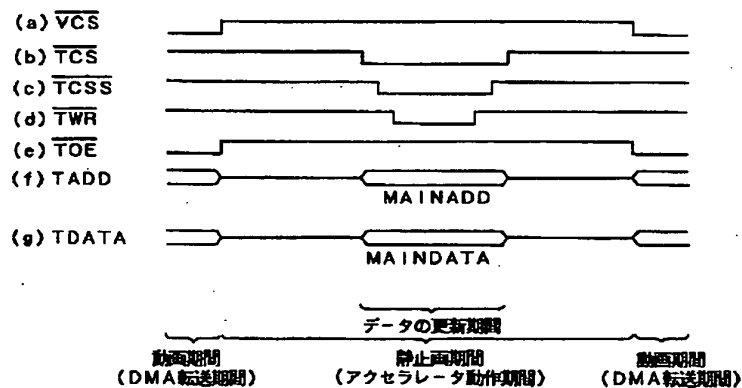 (a) VCS
(b) TCS
(c) TCSS
(d) TWR
(e) TOE
(f) TADD
MAINADD
(g) TDATA
MAINDATA
データの更新期間
動画期間 静止画期間 動画期間
(DMA転送期間) (アクセラレータ動作期間) (DMA転送期間)